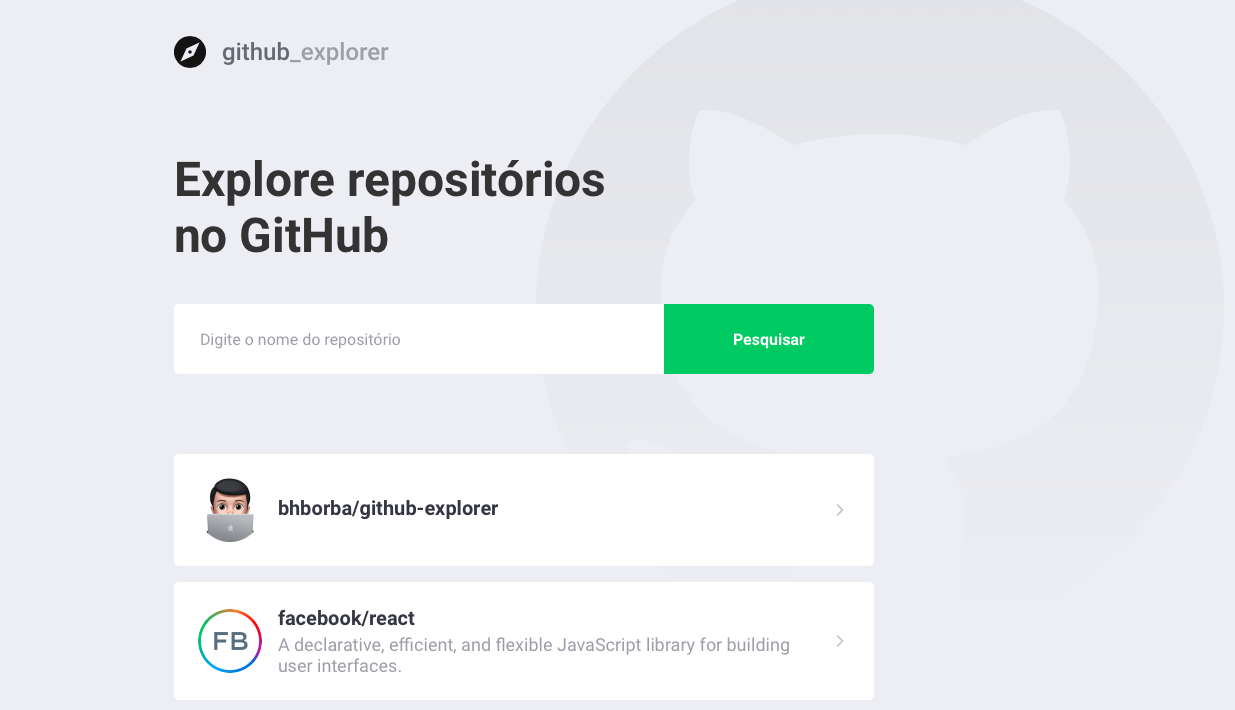 github_explorer
Explore repositórios
no GitHub
Digite o nome do repositório
Pesquisar
bhborba/github-explorer
facebook/react
FB
A declarative, efficient, and flexible JavaScript library for building
user interfaces.